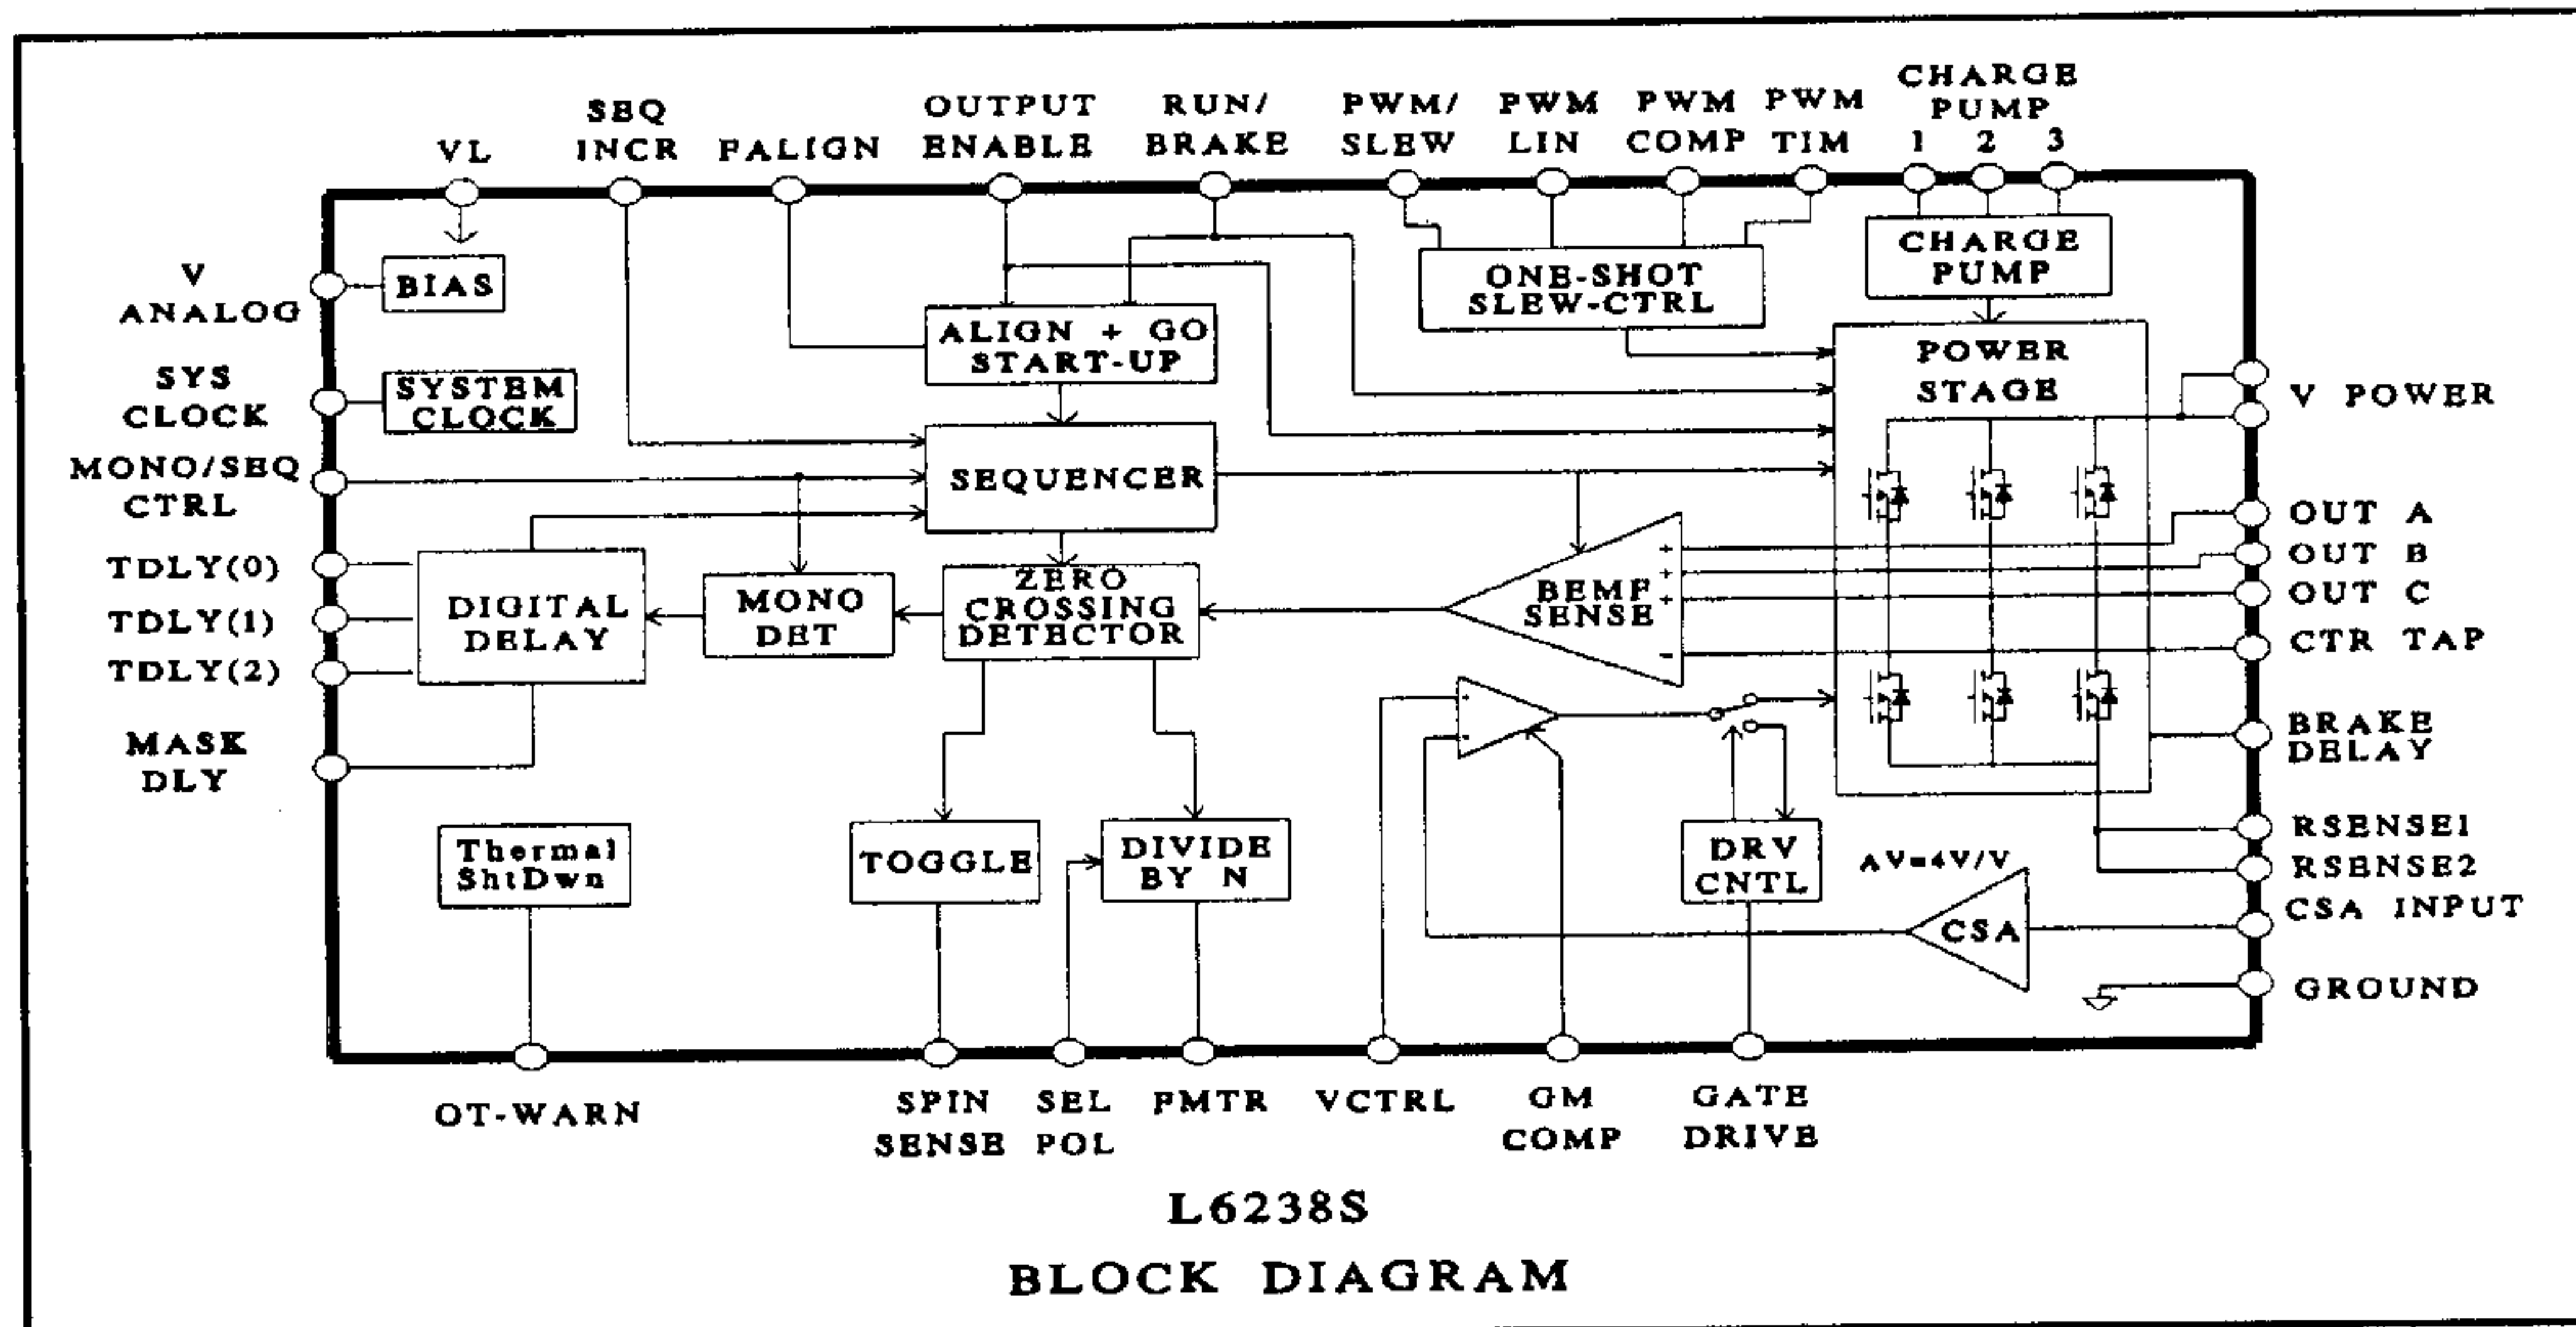 CHARGE
PUMP
1 2 3
SEQ
INCR
VL
FALIGN
OUTPUT
ENABLE
RUN/
BRAKE
PWM/
SLEW
PWM
LIN
PWM
COMP
PWM
TIM
V
ANALOG
BIAS
ALIGN + GO
START-UP
ONE-SHOT
SLEW-CTRL
CHARGE
PUMP
POWER
STAGE
SYS
CLOCK
SYSTEM
CLOCK
V POWER
MONO/SEQ
CTRL
SEQUENCER
OUT A
OUT B
OUT C
CTR TAP
TDLY(0)
TDLY(1)
TDLY(2)
DIGITAL
DELAY
MONO
DET
ZERO
CROSSING
DETECTOR
BEMF
SENSE
+
+
+
-
+
-
BRAKE
DELAY
MASK
DLY
Thermal
ShtDwn
TOGGLE
DIVIDE
BY N
DRV
CNTL
AV=4V/V
CSA
RSENSE1
RSENSE2
CSA INPUT
GROUND
OT-WARN
SPIN
SENSE
SEL
POL
FMTR
VCTRL
GM
COMP
GATE
DRIVE
L6238S
BLOCK DIAGRAM